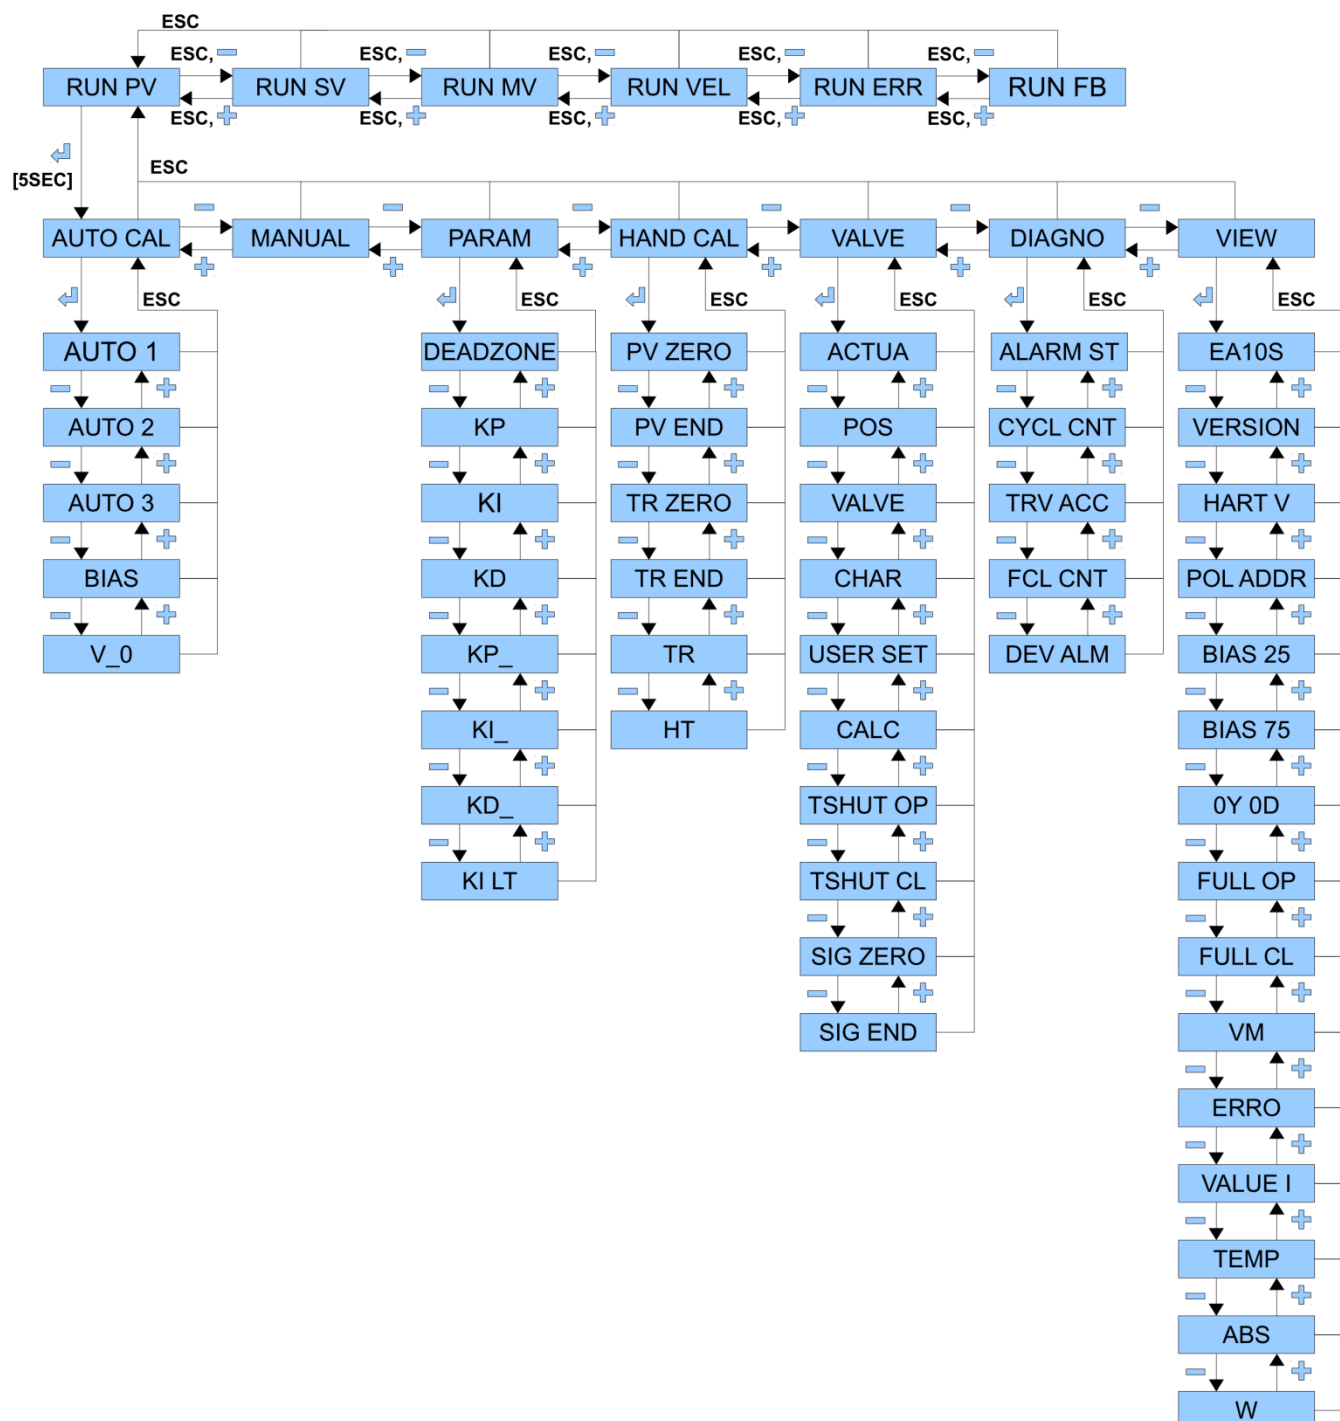 ESC
ESC, ESC, ESC, ESC, ESC,
RUN PV RUN SV RUN MV RUN VEL RUN ERR RUN FB
ESC, ESC, ESC, ESC, ESC,
ESC
[5SEC]
AUTO CAL MANUAL PARAM HAND CAL VALVE DIAGNO VIEW
ESC ESC ESC ESC ESC ESC
AUTO 1 DEADZONE PV ZERO ACTUA ALARM ST EA10S
AUTO 2 KP PV END POS CYCL CNT VERSION
AUTO 3 KI TR ZERO VALVE TRV ACC HART V
BIAS KD TR END CHAR FCL CNT POL ADDR
V_0 KP_ TR USER SET DEV ALM BIAS 25
KI_ HT CALC BIAS 75
KD_ TSHUT OP 0Y 0D
KI LT TSHUT CL FULL OP
SIG ZERO FULL CL
SIG END VM
ERRO
VALUE I
TEMP
ABS
W